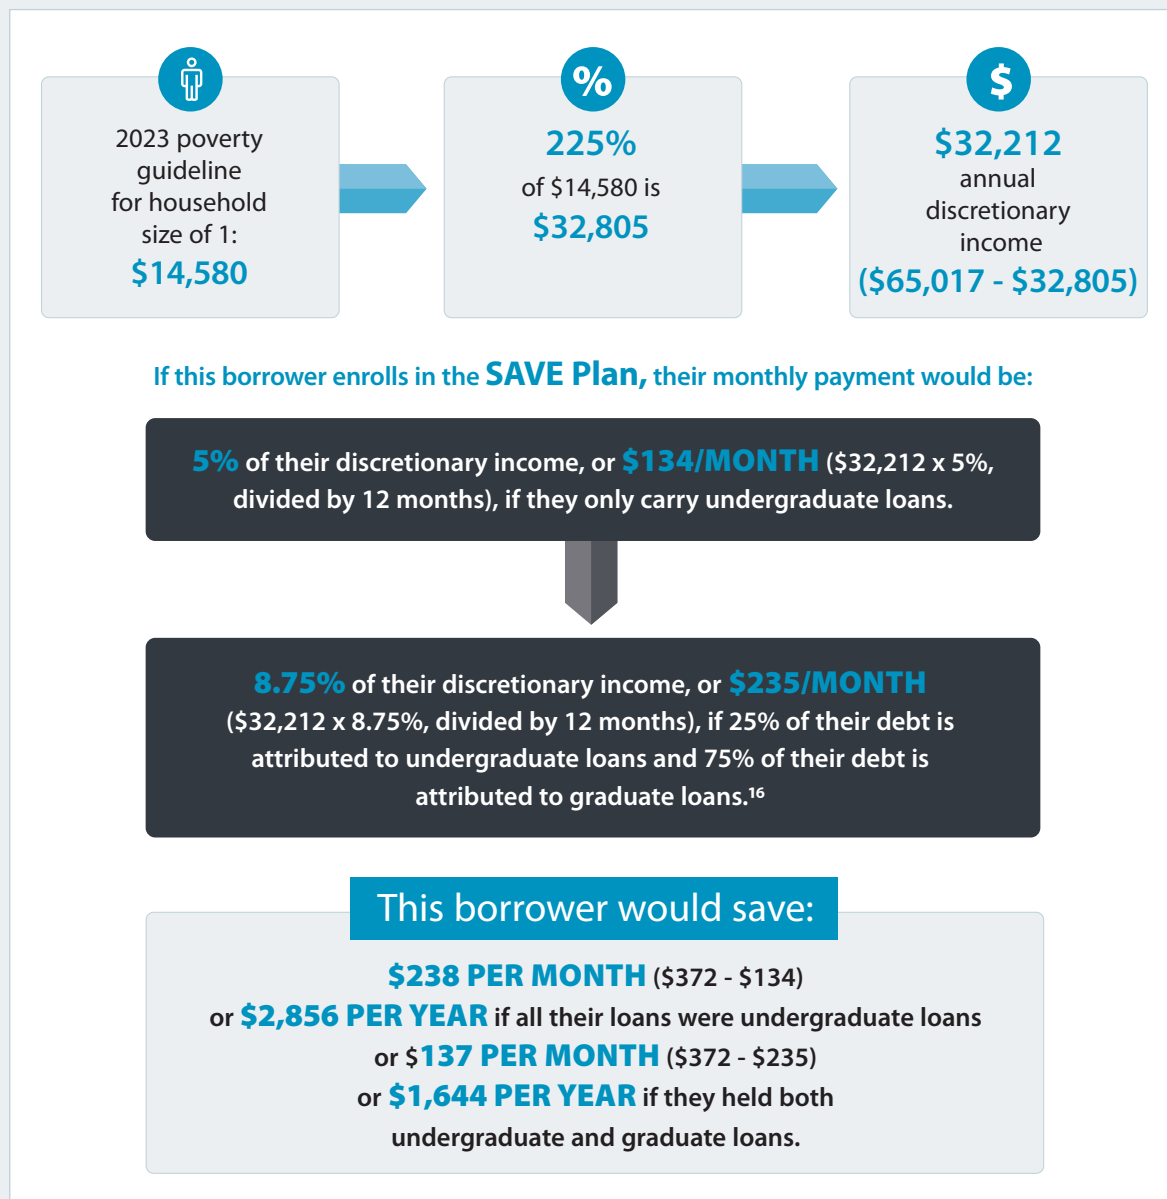 2023 poverty
guideline
for household
size of 1:
$14,580
%
225%
of $14,580 is
$32,805
$
$32,212
annual
discretionary
income
($65,017 - $32,805)
If this borrower enrolls in the SAVE Plan, their monthly payment would be:
5% of their discretionary income, or $134/MONTH ($32,212 x 5%,
divided by 12 months), if they only carry undergraduate loans.
8.75% of their discretionary income, or $235/MONTH
($32,212 x 8.75%, divided by 12 months), if 25% of their debt is
attributed to undergraduate loans and 75% of their debt is
attributed to graduate loans.¹⁶
This borrower would save:
$238 PER MONTH ($372 - $134)
or $2,856 PER YEAR if all their loans were undergraduate loans
or $137 PER MONTH ($372 - $235)
or $1,644 PER YEAR if they held both
undergraduate and graduate loans.